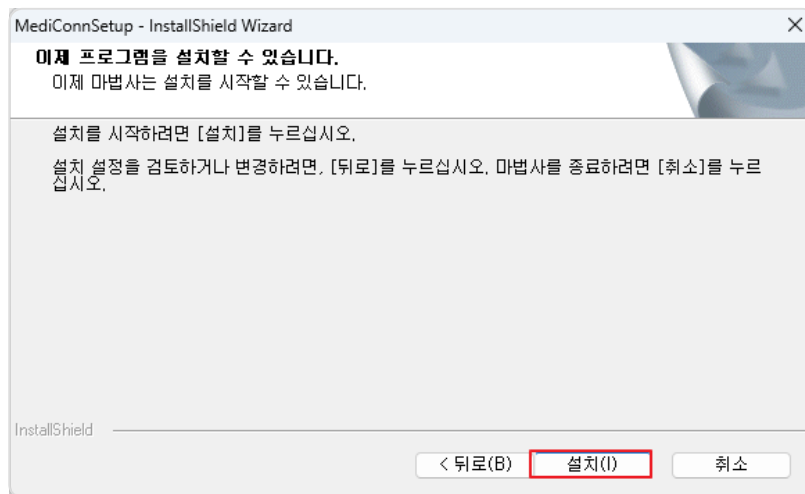 MediConnSetup - InstallShield Wizard
이제 프로그램을 설치할 수 있습니다.
이제 마법사는 설치를 시작할 수 있습니다.
설치를 시작하려면 [설치]를 누르십시오.
설치 설정을 검토하거나 변경하려면, [뒤로]를 누르십시오. 마법사를 종료하려면 [취소]를 누르
십시오.
InstallShield
< 뒤로(B) 설치(I) 취소